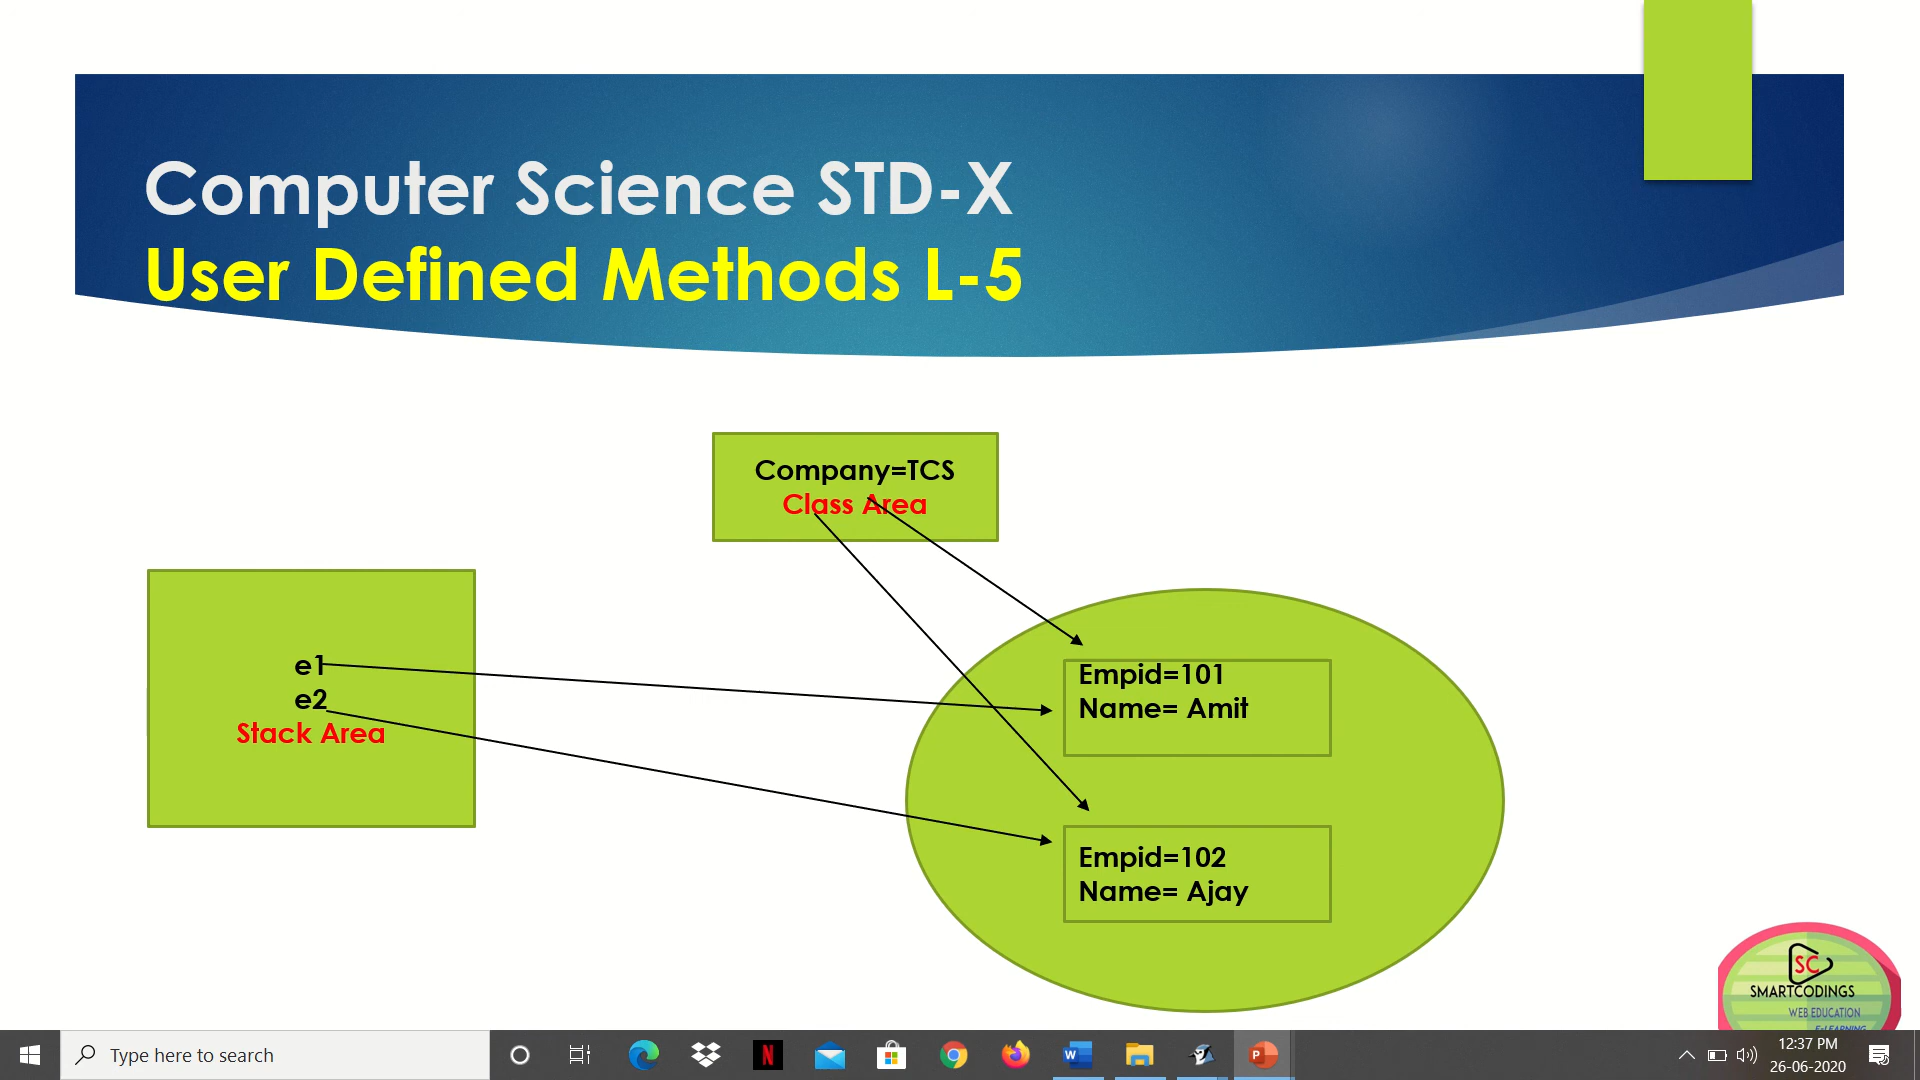 Computer Science STD-X
User Defined Methods L-5
Company=TCS
Class Area
e1
e2
Stack Area
Empid=101
Name= Amit
Empid=102
Name= Ajay
SC
SMARTCODINGS
WEB EDUCATION
E-LEARNING
Type here to search
N
W
P
12:37 PM
26-06-2020